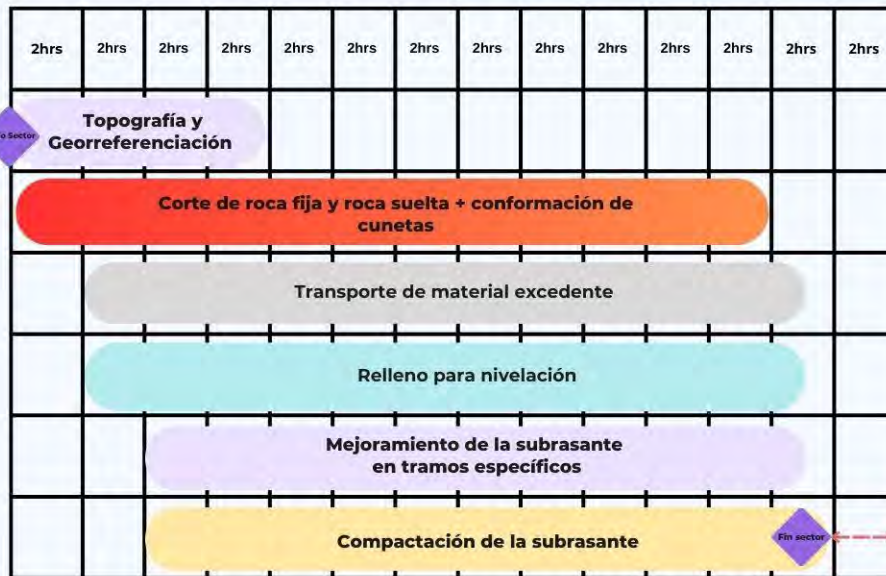 2hrs 2hrs 2hrs 2hrs 2hrs 2hrs 2hrs 2hrs 2hrs 2hrs 2hrs 2hrs 2hrs
Topografía y
Georreferenciación
o Sector
Corte de roca fija y roca suelta + conformación de
cunetas
Transporte de material excedente
Relleno para nivelación
Mejoramiento de la subrasante
en tramos específicos
Compactación de la subrasante
Fin sector